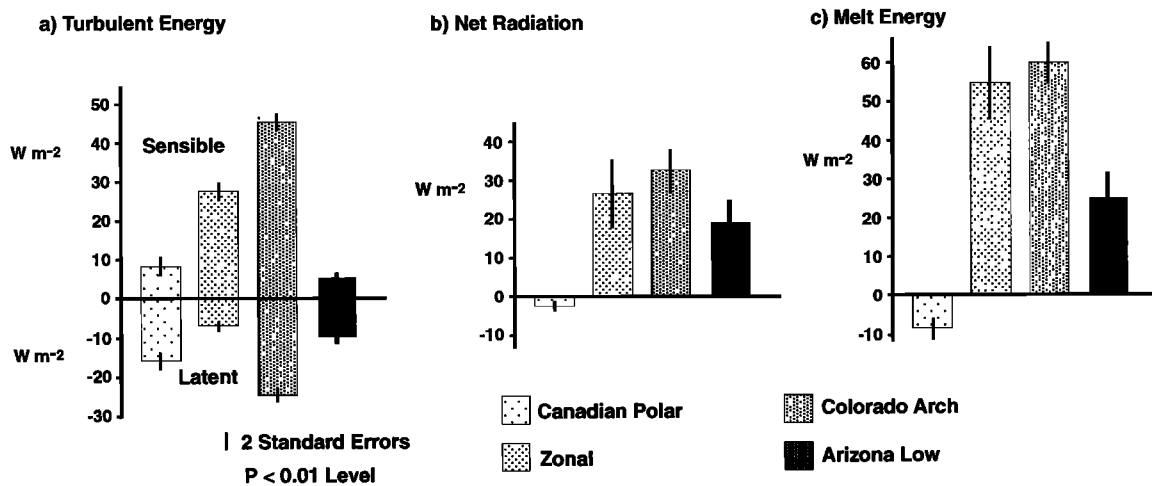 a) Turbulent Energy
b) Net Radiation
c) Melt Energy
50
40
30
20
10
0
-10
-20
-30
W m-2
W m-2
Sensible
Latent
40
30
20
10
0
-10
W m-2
60
50
40
30
20
10
0
-10
W m-2
2 Standard Errors
P < 0.01 Level
Canadian Polar
Zonal
Colorado Arch
Arizona Low